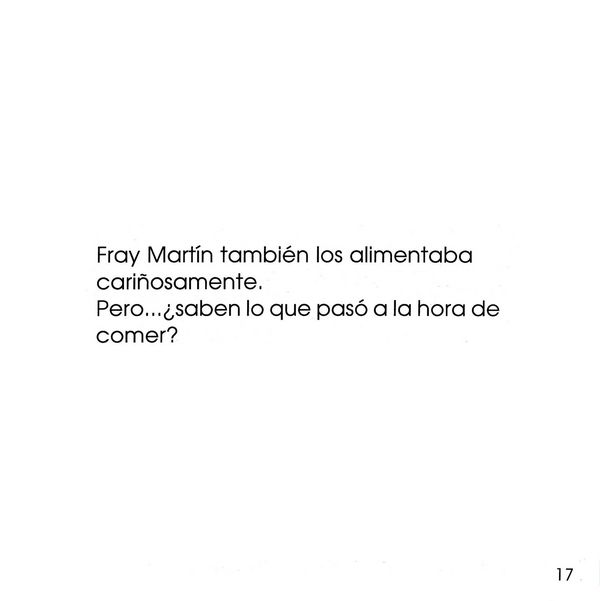 Fray Martín también los alimentaba
cariñosamente.
Pero...¿saben lo que pasó a la hora de
comer?
17